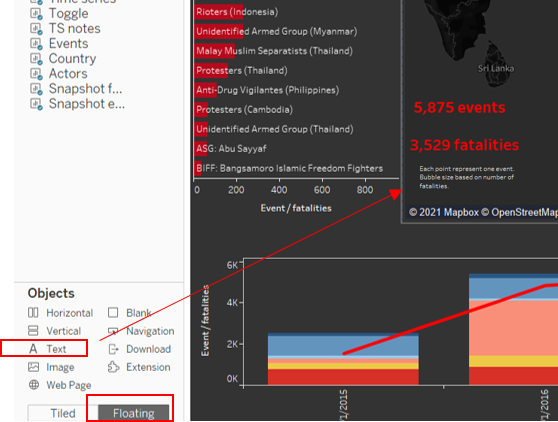 Time series
Toggle
TS notes
Events
Country
Actors
Snapshot f...
Snapshot e...
Objects
Horizontal
Blank
Vertical
Navigation
A Text
Download
Image
Extension
Web Page
Tiled
Floating
Rioters (Indonesia)
Unidentified Armed Group (Myanmar)
Malay Muslim Separatists (Thailand)
Protesters (Thailand)
Anti-Drug Vigilantes (Philippines)
Protesters (Cambodia)
Unidentified Armed Group (Thailand)
ASG: Abu Sayyaf
BIFF: Bangsamoro Islamic Freedom Fighters
0 200 400 600 800
Event / fatalities
Sri Lanka
5,875 events
3,529 fatalities
Each point represent one event.
Bubble size based on number of
fatalities.
© 2021 Mapbox © OpenStreetMap
Event / fatalities
6K
4K
2K
0K
1/2015
1/2016